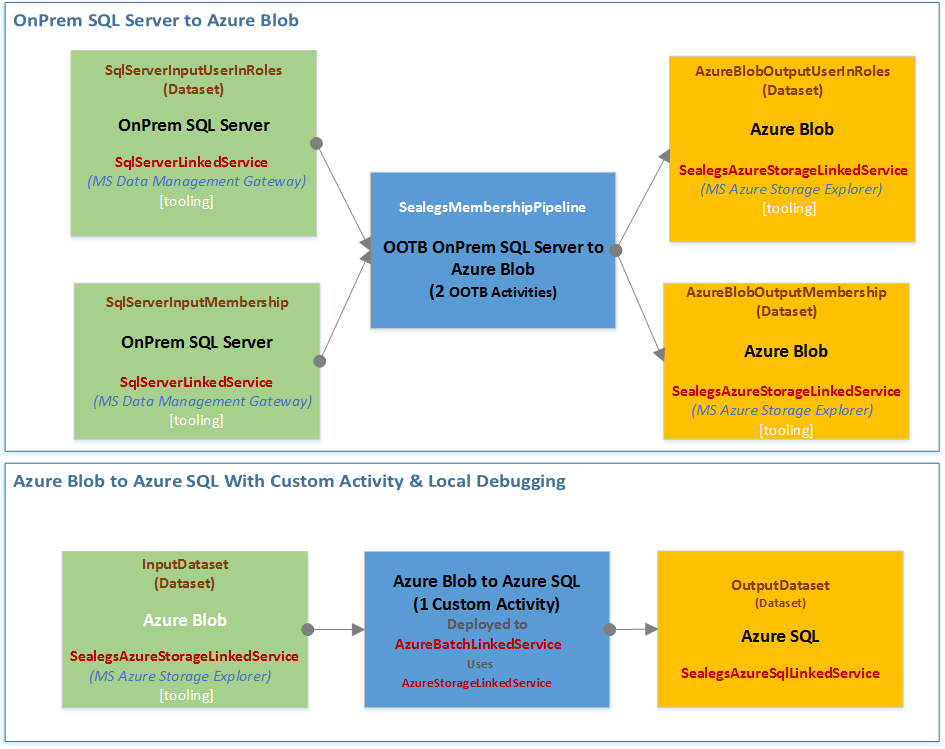 OnPrem SQL Server to Azure Blob
SqlServerInputUserInRoles
(Dataset)
OnPrem SQL Server
SqlServerLinkedService
(MS Data Management Gateway)
[tooling]
SqlServerInputMembership
OnPrem SQL Server
SqlServerLinkedService
(MS Data Management Gateway)
[tooling]
SealegsMembershipPipeline
OOTB OnPrem SQL Server to
Azure Blob
(2 OOTB Activities)
AzureBlobOutputUserInRoles
(Dataset)
Azure Blob
SealegsAzureStorageLinkedService
(MS Azure Storage Explorer)
[tooling]
AzureBlobOutputMembership
(Dataset)
Azure Blob
SealegsAzureStorageLinkedService
(MS Azure Storage Explorer)
[tooling]
Azure Blob to Azure SQL With Custom Activity & Local Debugging
InputDataset
(Dataset)
Azure Blob
SealegsAzureStorageLinkedService
(MS Azure Storage Explorer)
[tooling]
Azure Blob to Azure SQL
(1 Custom Activity)
Deployed to
AzureBatchLinkedService
Uses
AzureStorageLinkedService
OutputDataset
(Dataset)
Azure SQL
SealegsAzureSqlLinkedService